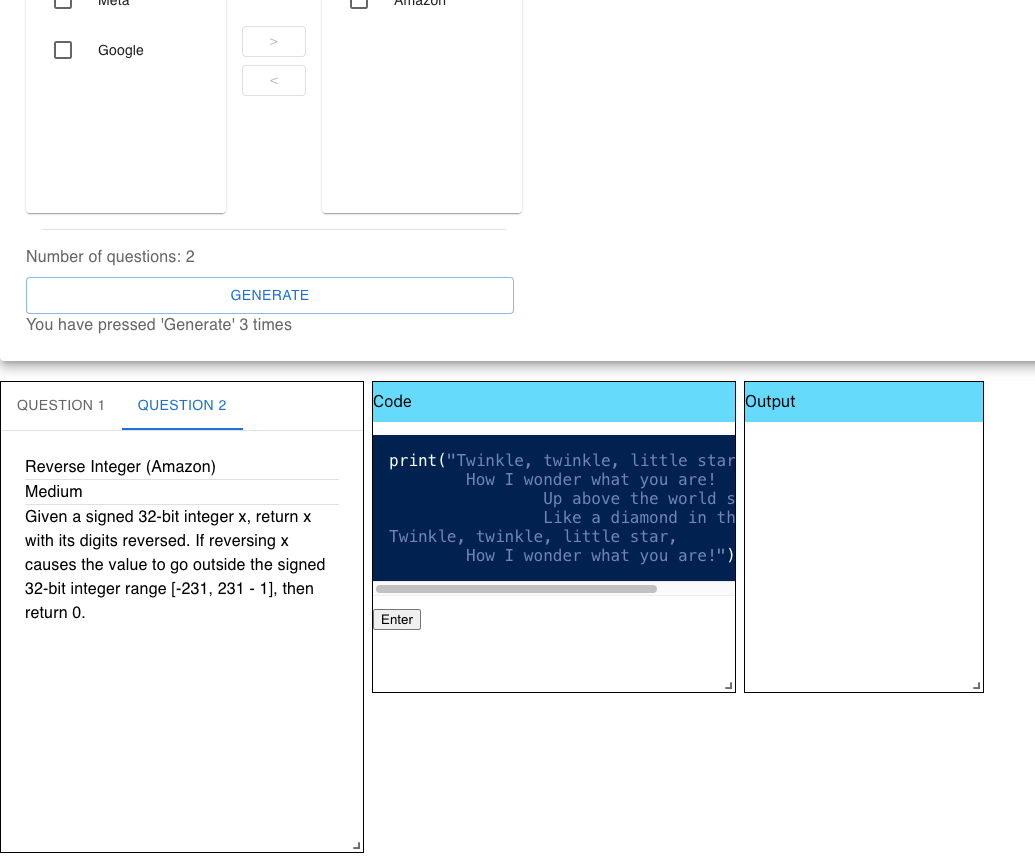 Meta
Amazon
Google
>
<
Number of questions: 2
GENERATE
You have pressed 'Generate' 3 times
QUESTION 1 QUESTION 2
Reverse Integer (Amazon)
Medium
Given a signed 32-bit integer x, return x
with its digits reversed. If reversing x
causes the value to go outside the signed
32-bit integer range [-231, 231 - 1], then
return 0.
Code
print("Twinkle, twinkle, little star
How I wonder what you are!
Up above the world s
Like a diamond in th
Twinkle, twinkle, little star,
How I wonder what you are!")
Enter
Output